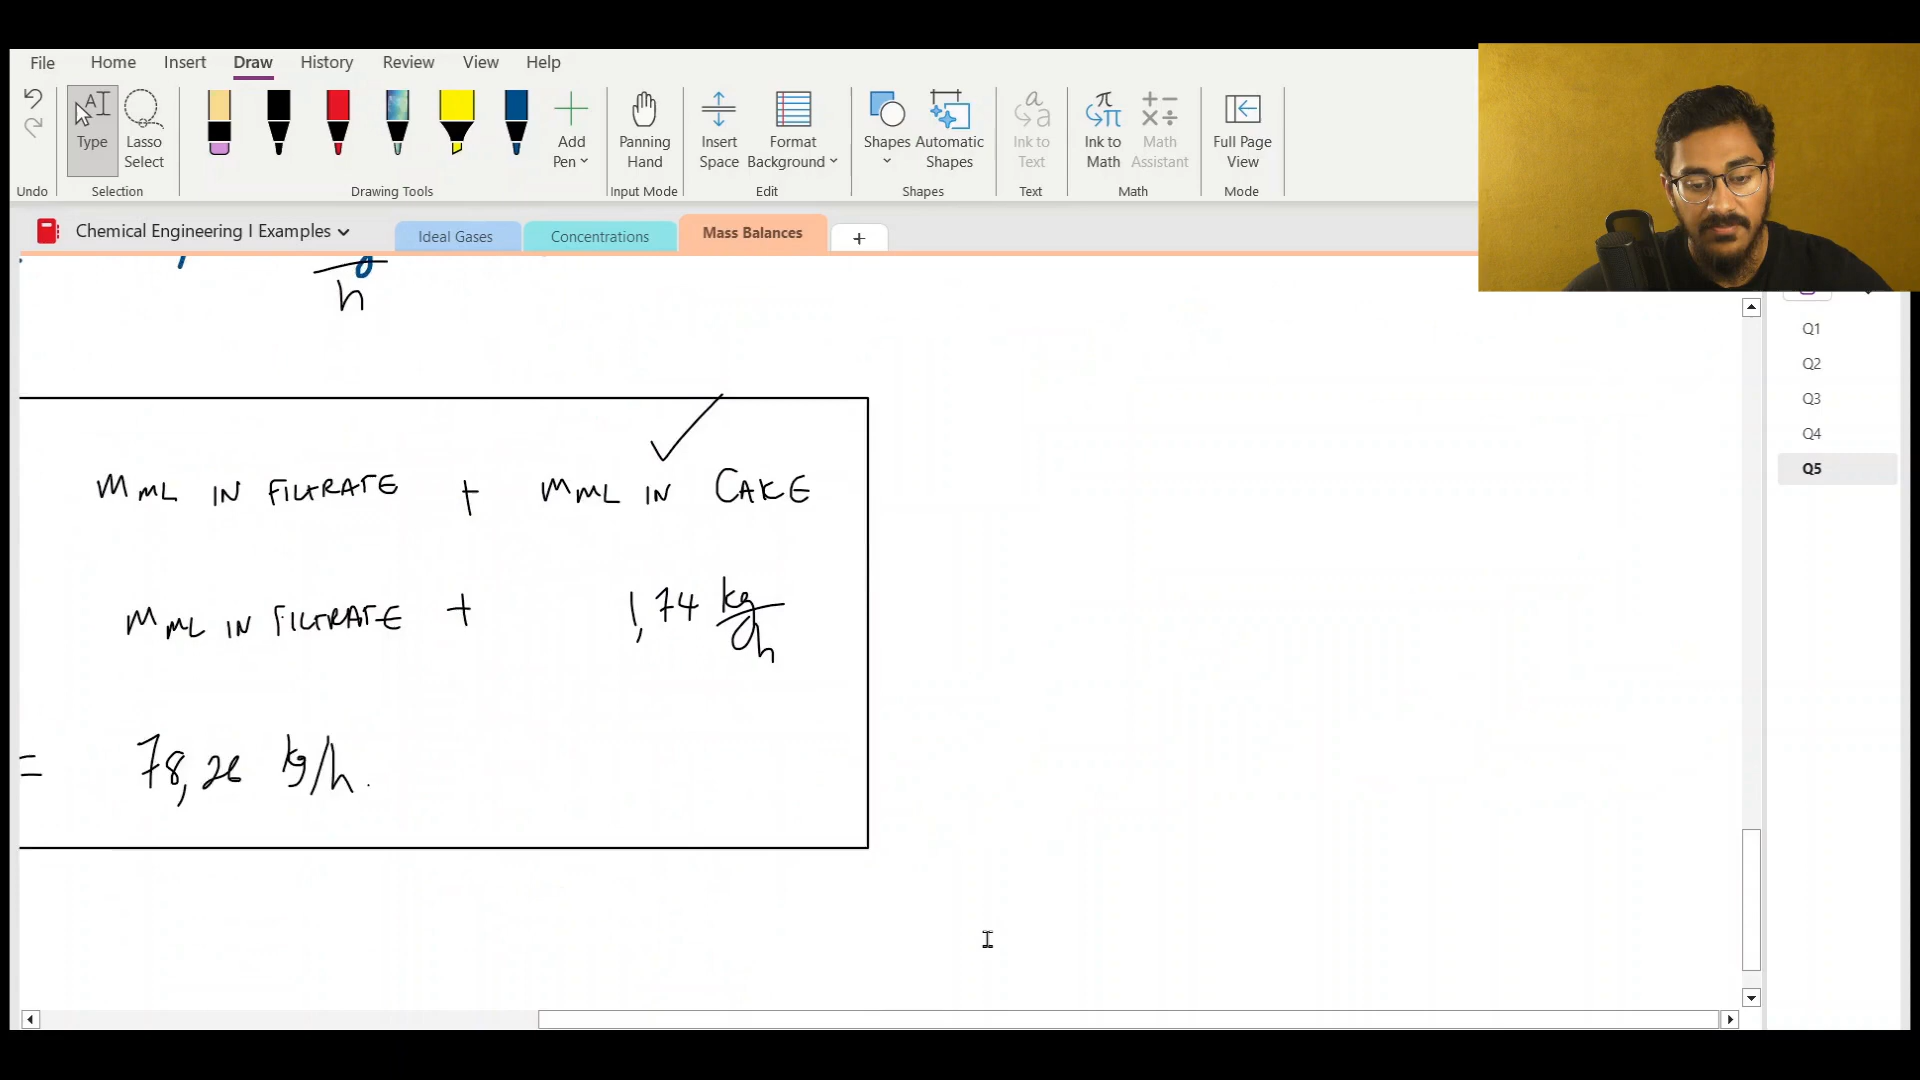 File Home Insert Draw History Review View Help
Type Lasso Select Add Pen Panning Hand Insert Space Format Background Shapes Automatic Shapes Ink to Text Ink to Math Math Assistant Full Page View
Undo Selection Drawing Tools Input Mode Edit Shapes Text Math Mode
Chemical Engineering I Examples Ideal Gases Concentrations Mass Balances +
h
Q1
Q2
Q3
Q4
Q5
MML IN FILTRATE + MML IN CAKE
MML IN FILTRATE + 1,74 kg/h
= 78,26 kg/h.